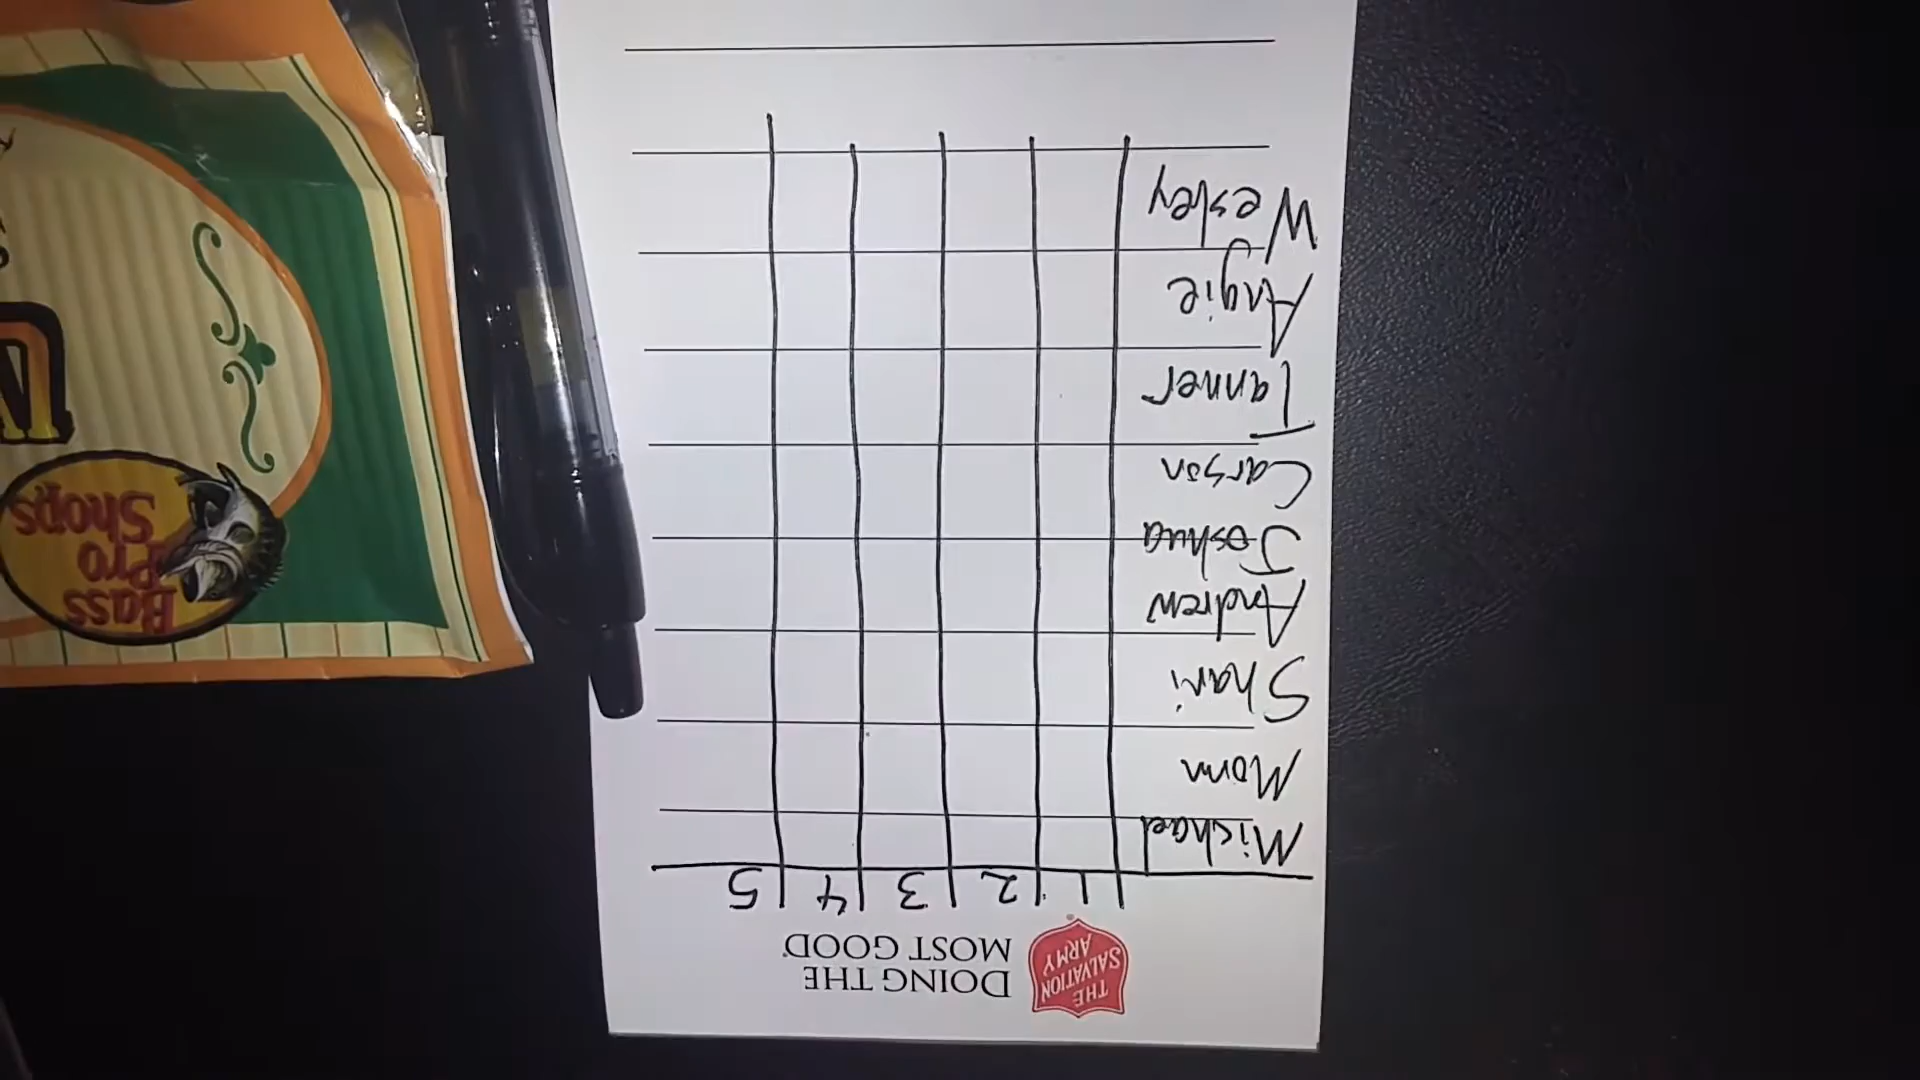 THE
SALVATION
ARMY
DOING THE
MOST GOOD
1 2 3 4 5
Michael
Mom
Shari
Andrew
Joshua
Carson
Tanner
Angie
Wesley
Bass
Pro
Shops